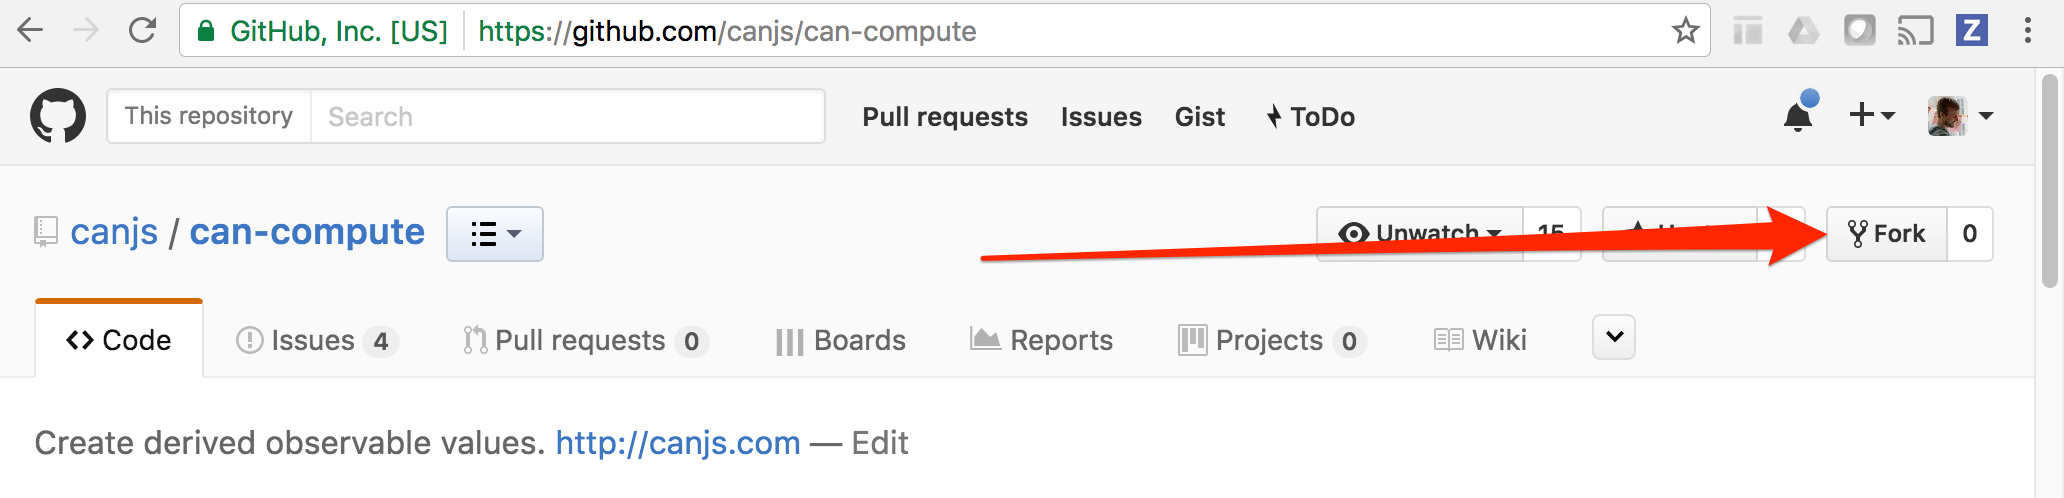 GitHub, Inc. [US] https://github.com/canjs/can-compute Z
This repository Search Pull requests Issues Gist ToDo
canjs / can-compute Unwatch 15 Fork 0
Code Issues 4 Pull requests 0 Boards Reports Projects 0 Wiki
Create derived observable values. http://canjs.com — Edit